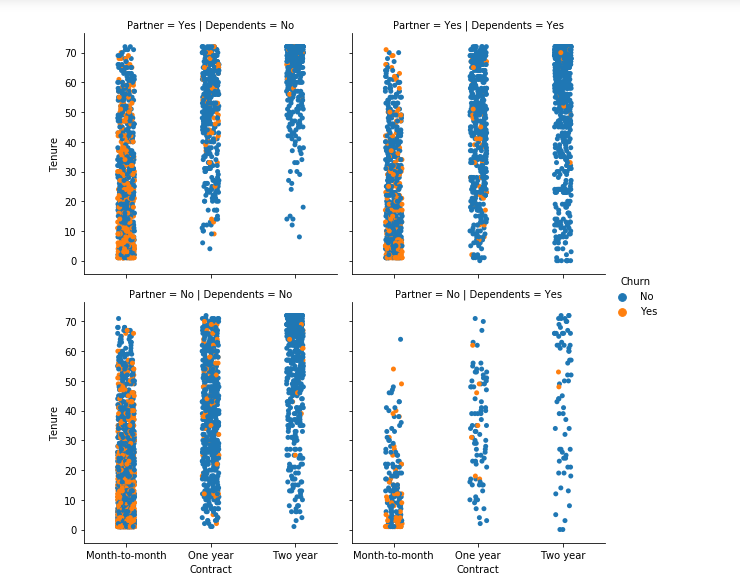 Partner = Yes | Dependents = No
Partner = Yes | Dependents = Yes
70
60
50
40
30
20
10
0
Tenure
Churn
No
Yes
Partner = No | Dependents = No
Partner = No | Dependents = Yes
70
60
50
40
30
20
10
0
Tenure
Month-to-month One year Two year
Contract
Month-to-month One year Two year
Contract